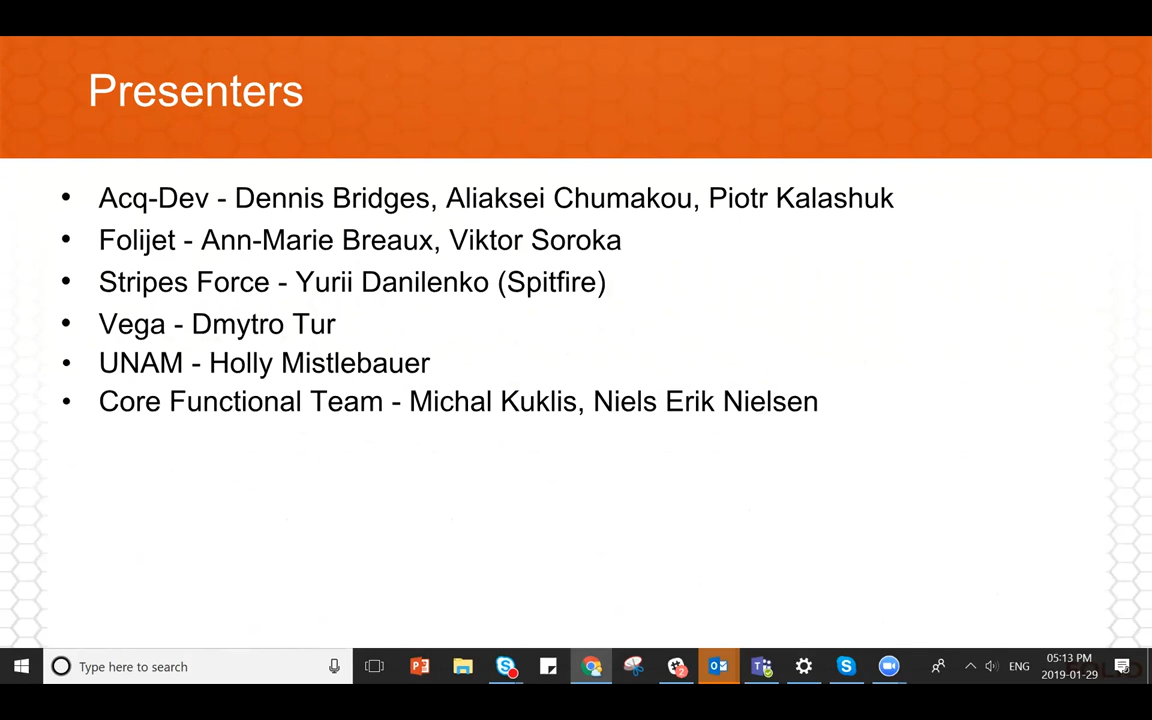 Presenters
• Acq-Dev - Dennis Bridges, Aliaksei Chumakou, Piotr Kalashuk
• Folijet - Ann-Marie Breaux, Viktor Soroka
• Stripes Force - Yurii Danilenko (Spitfire)
• Vega - Dmytro Tur
• UNAM - Holly Mistlebauer
• Core Functional Team - Michal Kuklis, Niels Erik Nielsen
Type here to search
ENG
05:13 PM
2019-01-29